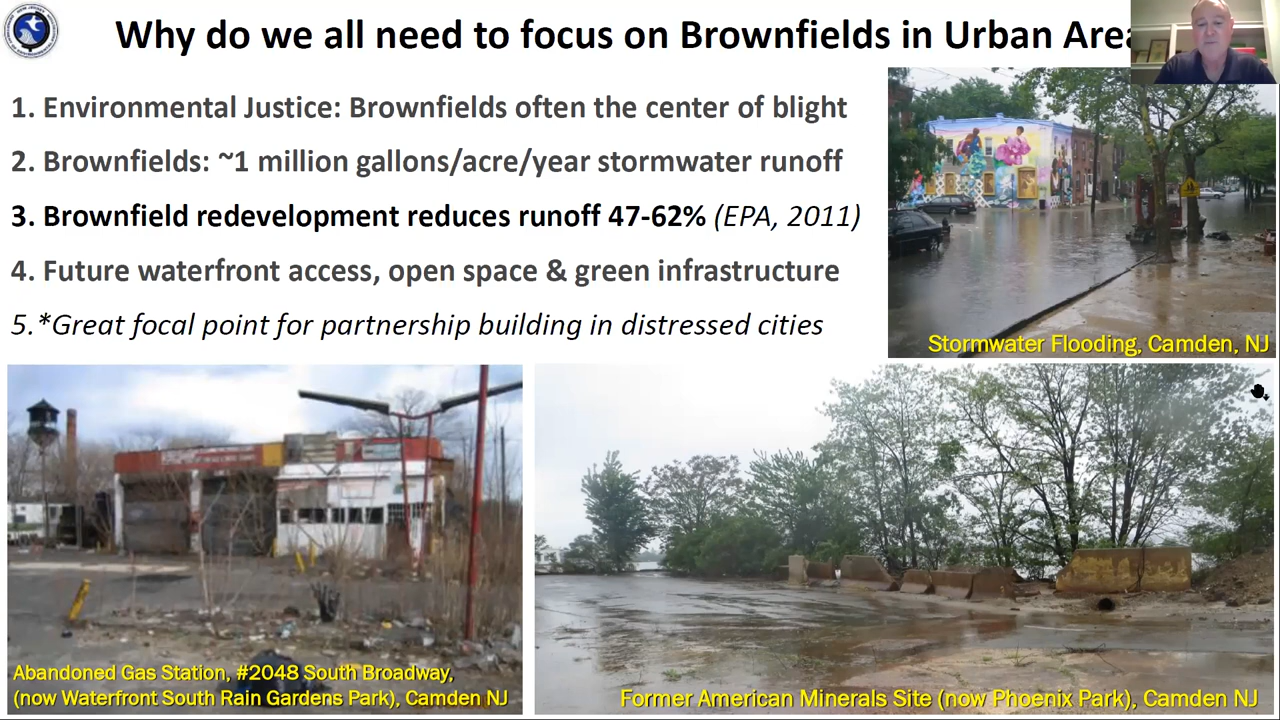 Why do we all need to focus on Brownfields in Urban Area
1. Environmental Justice: Brownfields often the center of blight
2. Brownfields: ~1 million gallons/acre/year stormwater runoff
3. Brownfield redevelopment reduces runoff 47-62% (EPA, 2011)
4. Future waterfront access, open space & green infrastructure
5.*Great focal point for partnership building in distressed cities
Stormwater Flooding, Camden, NJ
Abandoned Gas Station, #2048 South Broadway,
(now Waterfront South Rain Gardens Park), Camden NJ
Former American Minerals Site (now Phoenix Park), Camden NJ